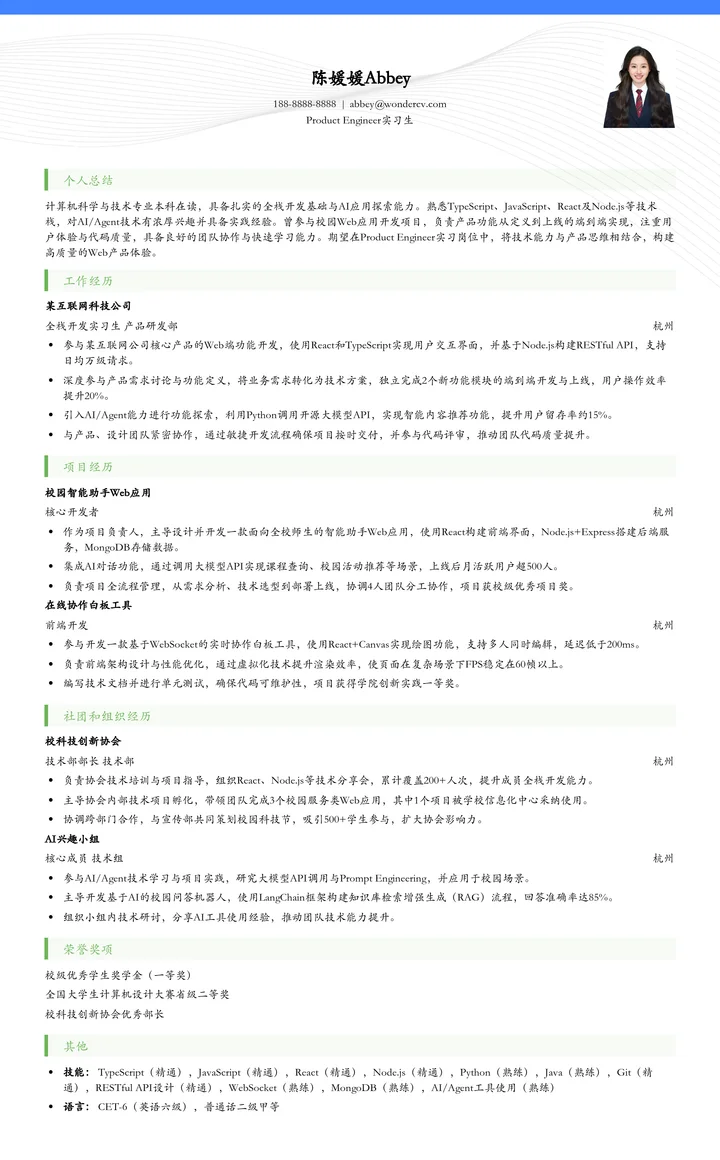 陈媛媛Abbey
188-8888-8888 | abbey@wondercv.com
Product Engineer实习生
个人总结
计算机科学与技术专业本科在读，具备扎实的全栈开发基础与AI应用探索能力。熟悉TypeScript、JavaScript、React及Node.js等技术
栈，对AI/Agent技术有浓厚兴趣并具备实践经验。曾参与校园Web应用开发项目，负责产品功能从定义到上线的端到端实现，注重用
户体验与代码质量，具备良好的团队协作与快速学习能力。期望在Product Engineer实习岗位中，将技术能力与产品思维相结合，构建
高质量的Web产品体验。
工作经历
某互联网科技公司
全栈开发实习生 产品研发部 杭州
• 参与某互联网公司核心产品的Web端功能开发，使用React和TypeScript实现用户交互界面，并基于Node.js构建RESTful API，支持
日均万级请求。
• 深度参与产品需求讨论与功能定义，将业务需求转化为技术方案，独立完成2个新功能模块的端到端开发与上线，用户操作效率
提升20%。
• 引入AI/Agent能力进行功能探索，利用Python调用开源大模型API，实现智能内容推荐功能，提升用户留存率约15%。
• 与产品、设计团队紧密协作，通过敏捷开发流程确保项目按时交付，并参与代码评审，推动团队代码质量提升。
项目经历
校园智能助手Web应用
核心开发者 杭州
• 作为项目负责人，主导设计并开发一款面向全校师生的智能助手Web应用，使用React构建前端界面，Node.js+Express搭建后端服
务，MongoDB存储数据。
• 集成AI对话功能，通过调用大模型API实现课程查询、校园活动推荐等场景，上线后月活跃用户超500人。
• 负责项目全流程管理，从需求分析、技术选型到部署上线，协调4人团队分工协作，项目获校级优秀项目奖。
在线协作白板工具
前端开发 杭州
• 参与开发一款基于WebSocket的实时协作白板工具，使用React+Canvas实现绘图功能，支持多人同时编辑，延迟低于200ms。
• 负责前端架构设计与性能优化，通过虚拟化技术提升渲染效率，使页面在复杂场景下FPS稳定在60帧以上。
• 编写技术文档并进行单元测试，确保代码可维护性，项目获得学院创新实践一等奖。
社团和组织经历
校科技创新协会
技术部部长 技术部 杭州
• 负责协会技术培训与项目指导，组织React、Node.js等技术分享会，累计覆盖200+人次，提升成员全栈开发能力。
• 主导协会内部技术项目孵化，带领团队完成3个校园服务类Web应用，其中1个项目被学校信息化中心采纳使用。
• 协调跨部门合作，与宣传部共同策划校园科技节，吸引500+学生参与，扩大协会影响力。
AI兴趣小组
核心成员 技术组 杭州
• 参与AI/Agent技术学习与项目实践，研究大模型API调用与Prompt Engineering，并应用于校园场景。
• 主导开发基于AI的校园问答机器人，使用LangChain框架构建知识库检索增强生成（RAG）流程，回答准确率达85%。
• 组织小组内技术研讨，分享AI工具使用经验，推动团队技术能力提升。
荣誉奖项
校级优秀学生奖学金（一等奖）
全国大学生计算机设计大赛省级二等奖
校科技创新协会优秀部长
其他
• 技能： TypeScript（精通）, JavaScript（精通）, React（精通）, Node.js（精通）, Python（熟练）, Java（熟练）, Git（精
通）, RESTful API设计（精通）, WebSocket（熟练）, MongoDB（熟练）, AI/Agent工具使用（熟练）
• 语言： CET-6（英语六级）, 普通话二级甲等